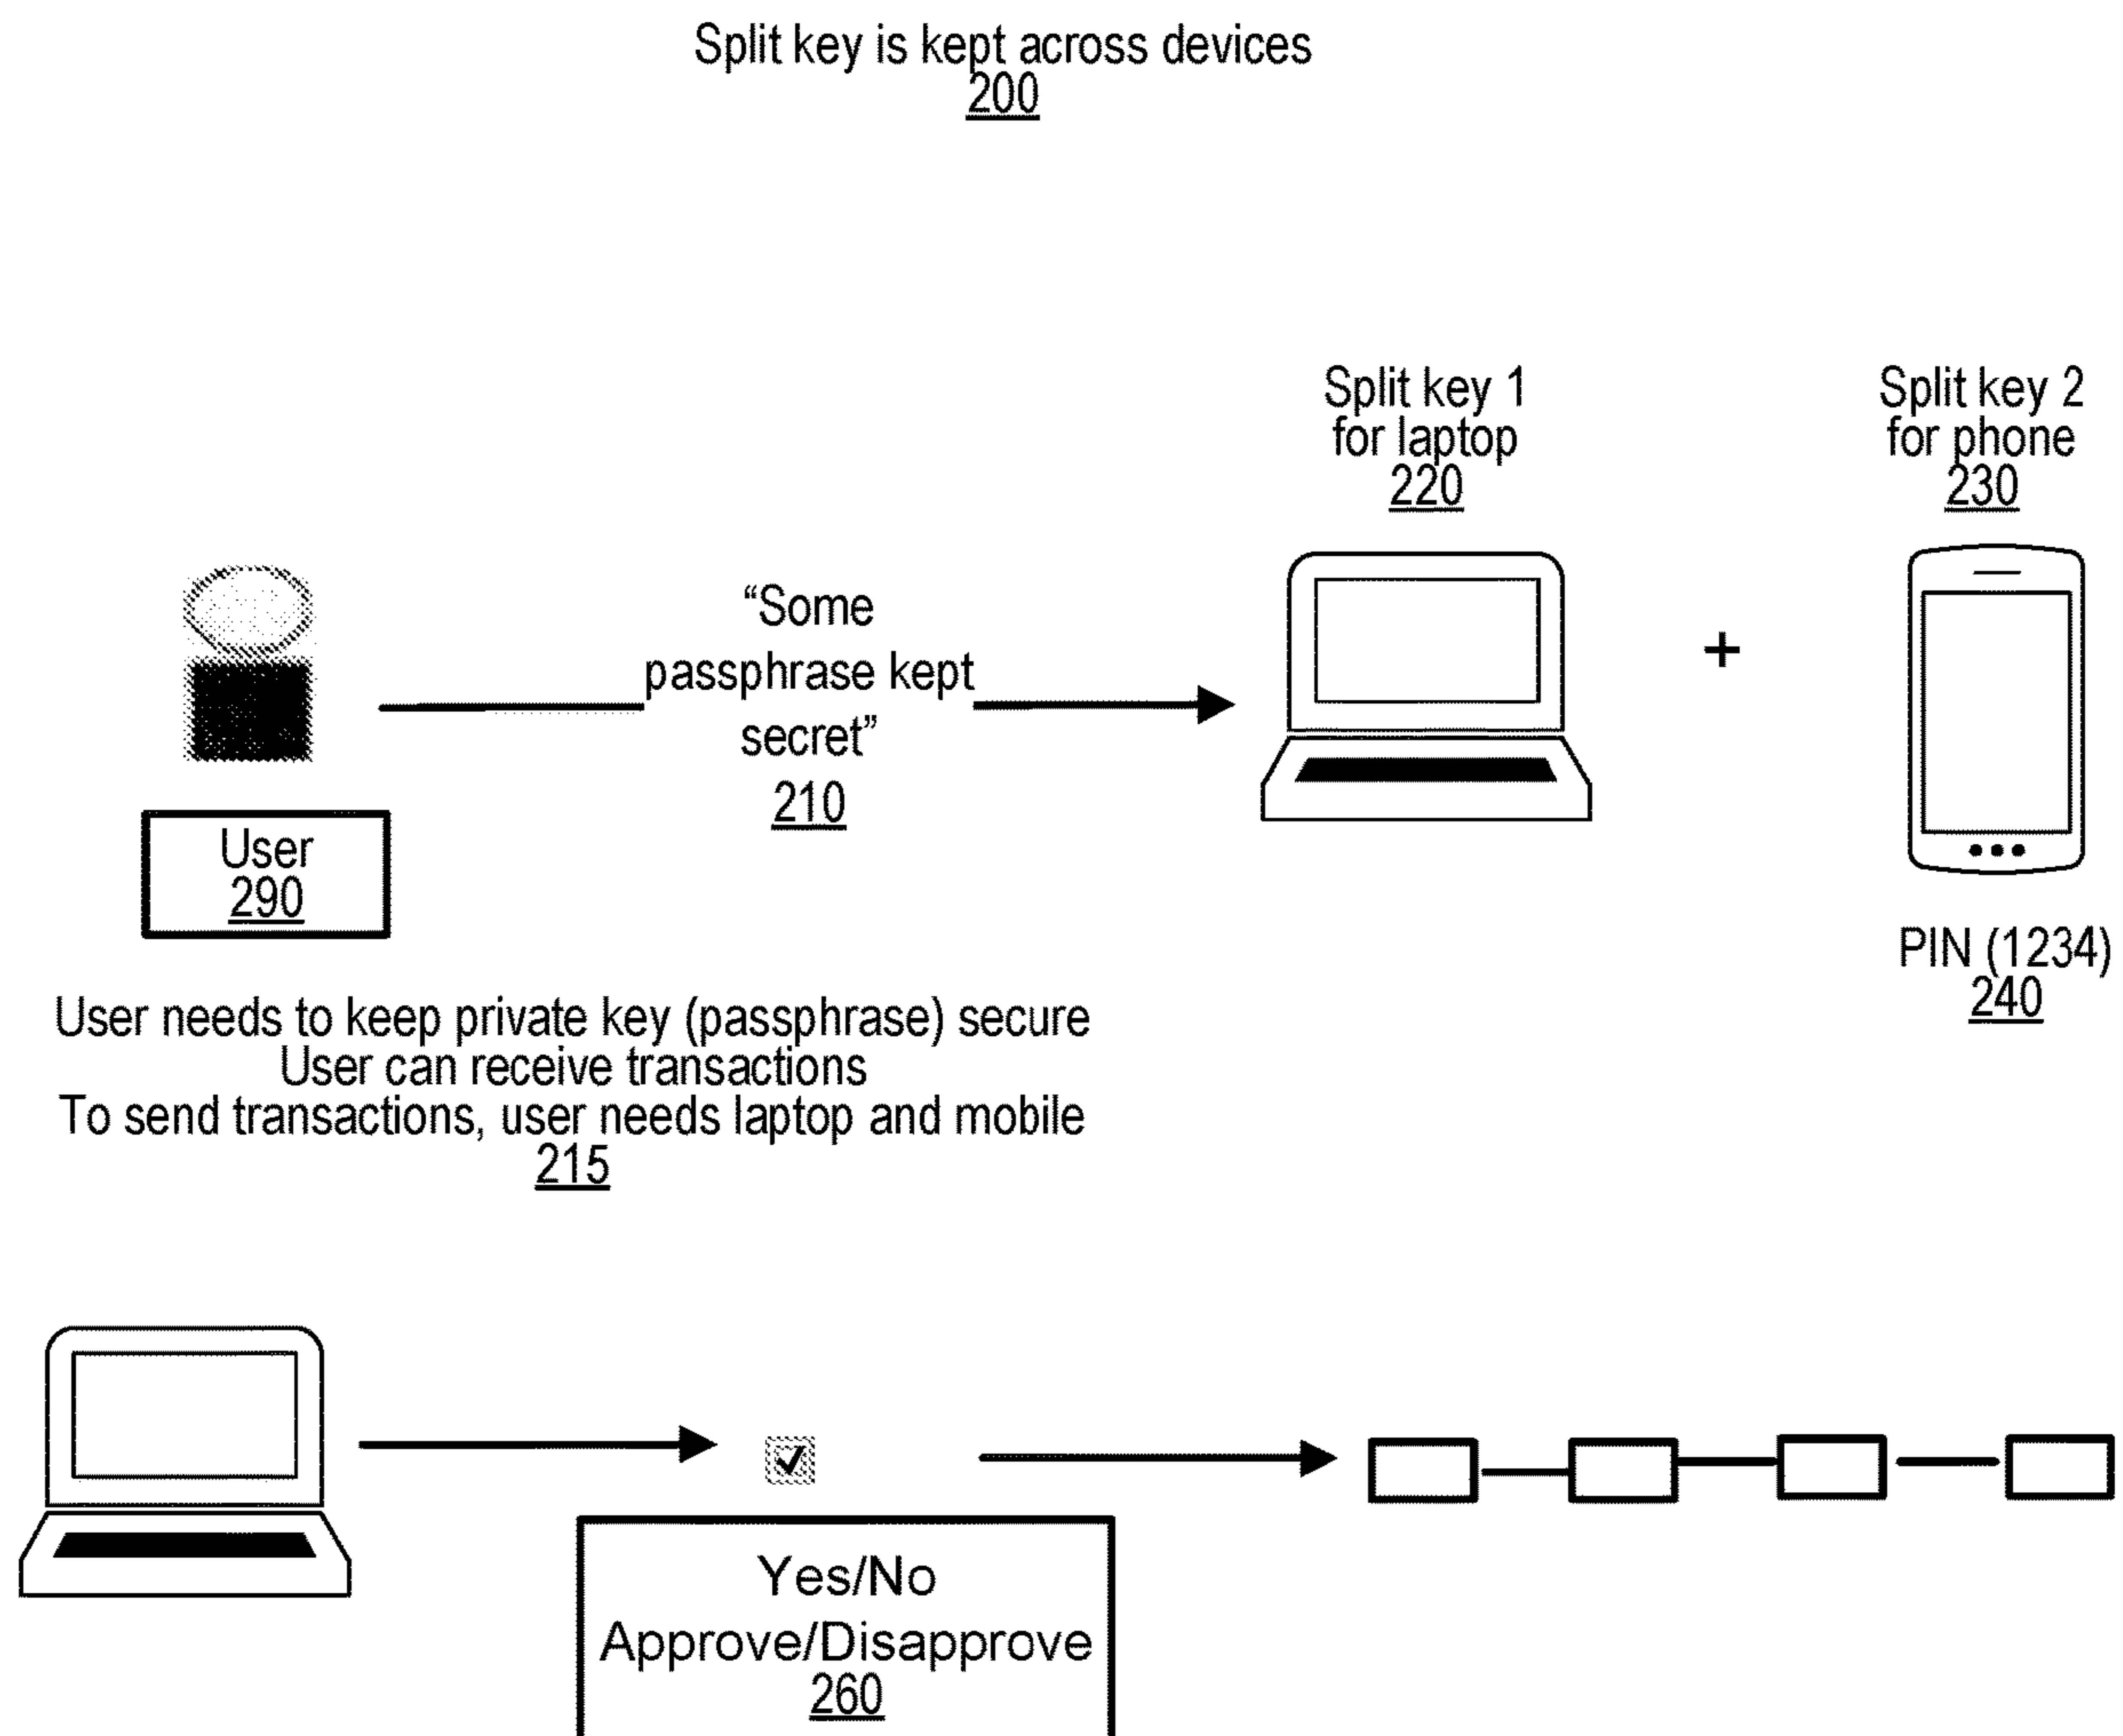 Split key is kept across devices
200
Split key 1
for laptop
220
Split key 2
for phone
230
“Some
passphrase kept
secret”
210
User
290
PIN (1234)
240
User needs to keep private key (passphrase) secure
User can receive transactions
To send transactions, user needs laptop and mobile
215
Yes/No
Approve/Disapprove
260